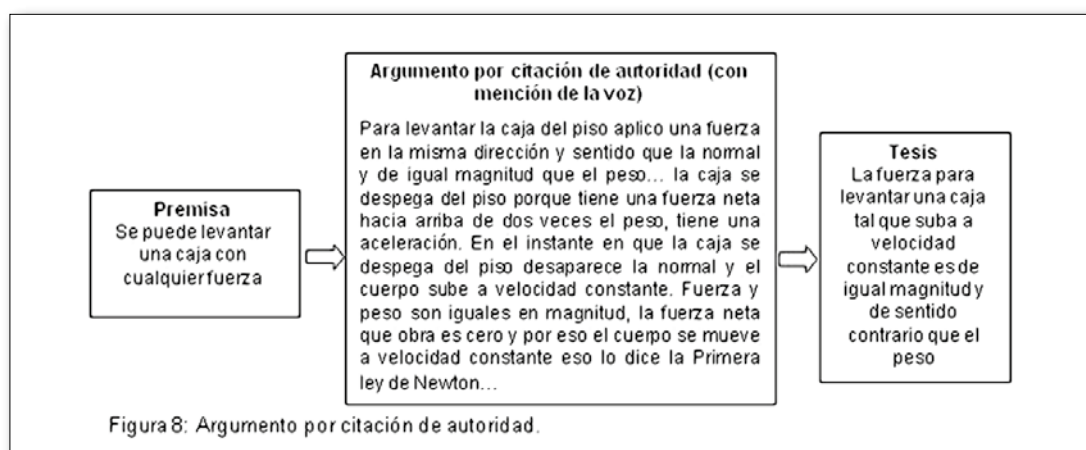 Premisa
Se puede levantar
una caja con
cualquier fuerza
Argumento por citación de autoridad (con
mención de la voz)
Para levantar la caja del piso aplico una fuerza
en la misma dirección y sentido que la normal
y de igual magnitud que el peso... la caja se
despega del piso porque tiene una fuerza neta
hacia arriba de dos veces el peso, tiene una
aceleración. En el instante en que la caja se
despega del piso desaparece la normal y el
cuerpo sube a velocidad constante. Fuerza y
peso son iguales en magnitud, la fuerza neta
que obra es cero y por eso el cuerpo se mueve
a velocidad constante eso lo dice la Primera
ley de Newton...
Tesis
La fuerza para
levantar una caja
tal que suba a
velocidad
constante es de
igual magnitud y
de sentido
contrario que el
peso
Figura 8: Argumento por citación de autoridad.